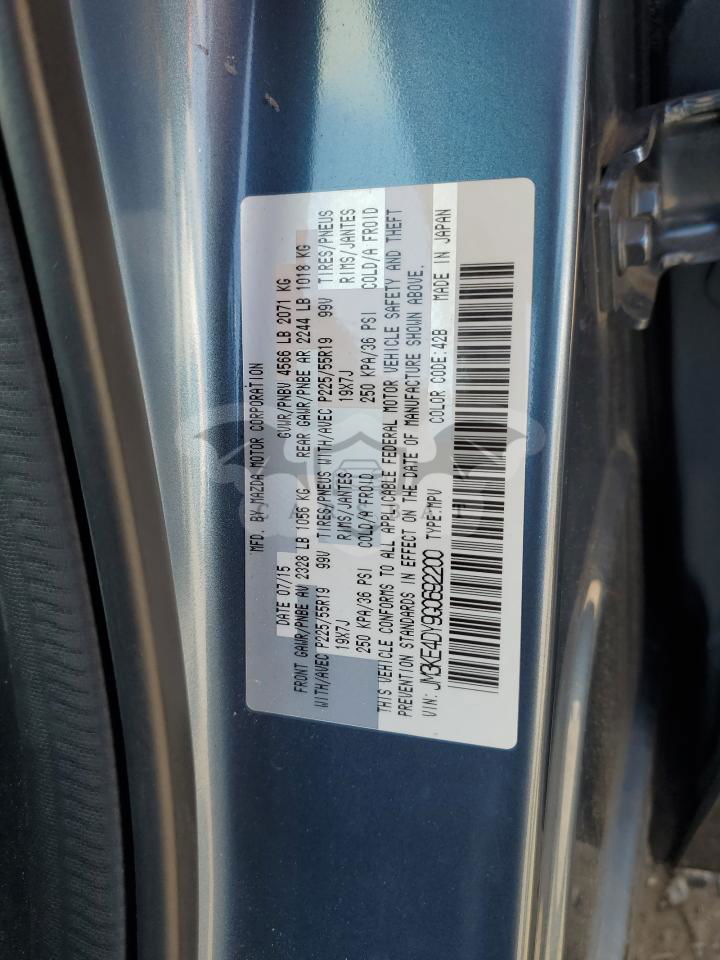 MFD. BY MAZDA MOTOR CORPORATION
DATE 07/15 GVWR/PNBV 4566 LB 2071 KG
FRONT GAWR/PNBE AV 2328 LB 1056 KG REAR GAWR/PNBE AR 2244 LB 1018 KG
WITH/AVEC P225/55R19 99V TIRES/PNEUS WITH/AVEC P225/55R19 99V TIRES/PNEUS
19X7J RIMS/JANTES 19X7J RIMS/JANTES
250 KPA/36 PSI COLD/A FROID 250 KPA/36 PSI COLD/A FROID
THIS VEHICLE CONFORMS TO ALL APPLICABLE FEDERAL MOTOR VEHICLE SAFETY AND THEFT
PREVENTION STANDARDS IN EFFECT ON THE DATE OF MANUFACTURE SHOWN ABOVE.
VIN: JM3KE4DY9G0692200 TYPE:MPV COLOR CODE:42B MADE IN JAPAN